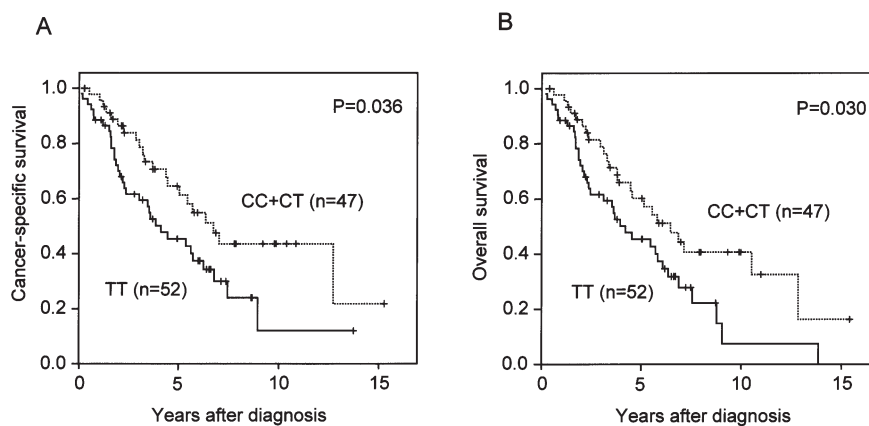 A
Cancer-specific survival
1.0
0.8
0.6
0.4
0.2
0.0
P=0.036
CC+CT (n=47)
TT (n=52)
0 5 10 15
Years after diagnosis
B
Overall survival
1.0
0.8
0.6
0.4
0.2
0.0
P=0.030
CC+CT (n=47)
TT (n=52)
0 5 10 15
Years after diagnosis